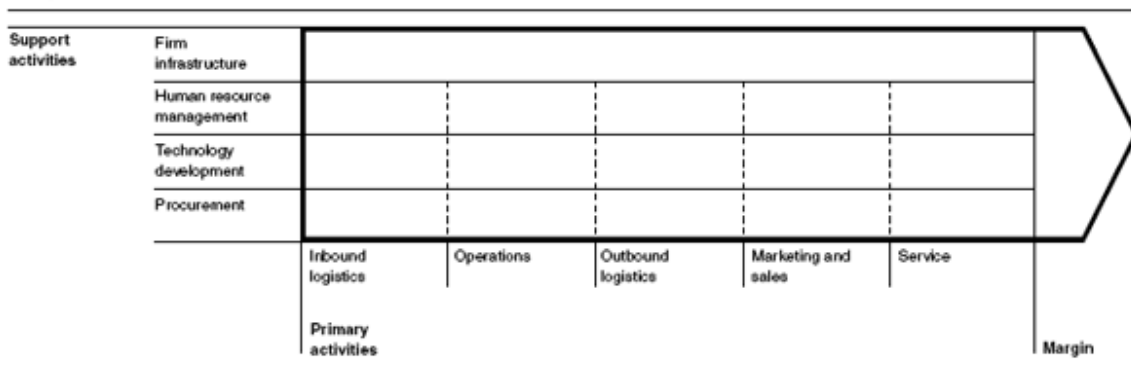 Support
activities
Firm
infrastructure
Human resource
management
Technology
development
Procurement
Inbound
logistics
Operations
Outbound
logistics
Marketing and
sales
Service
Primary
activities
Margin